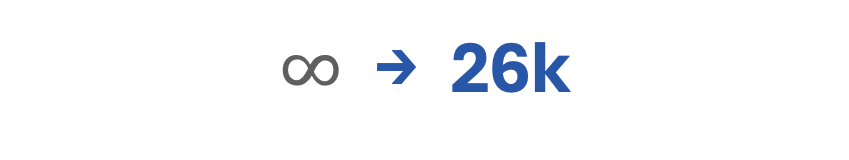 ∞ → 26k